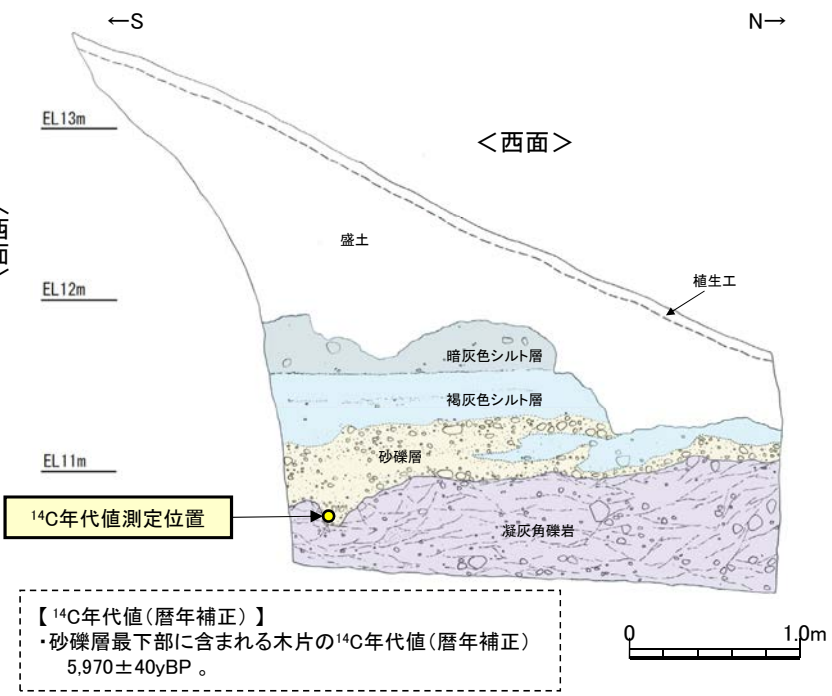 ←S
N→
EL13m
＜西面＞
盛土
植生工
EL12m
暗灰色シルト層
褐灰色シルト層
砂礫層
EL11m
¹⁴C年代値測定位置
凝灰角礫岩
【 ¹⁴C年代値（暦年補正） 】
・砂礫層最下部に含まれる木片の¹⁴C年代値（暦年補正）
5,970±40yBP 。
0
1.0m